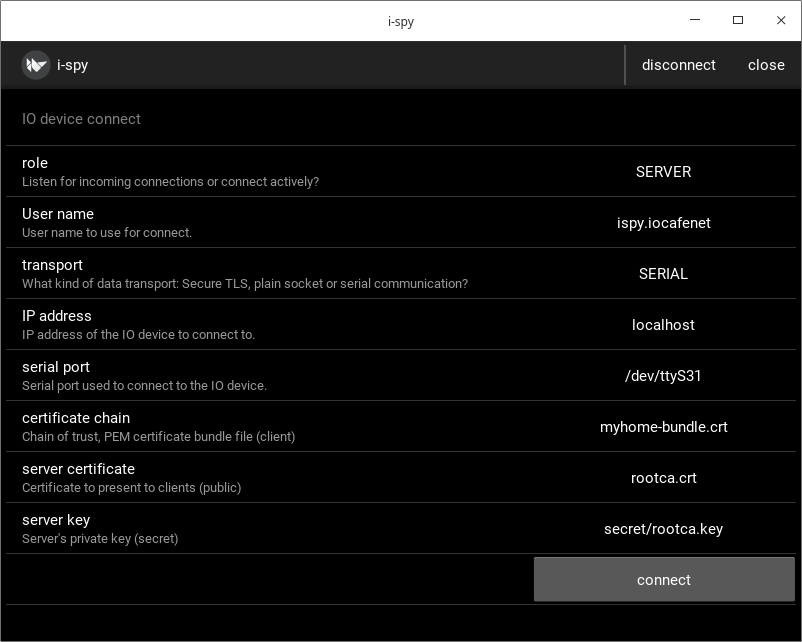 i-spy
i-spy
disconnect
close
IO device connect
role
Listen for incoming connections or connect actively?
SERVER
User name
User name to use for connect.
ispy.iocafenet
transport
What kind of data transport: Secure TLS, plain socket or serial communication?
SERIAL
IP address
IP address of the IO device to connect to.
localhost
serial port
Serial port used to connect to the IO device.
/dev/ttyS31
certificate chain
Chain of trust, PEM certificate bundle file (client)
myhome-bundle.crt
server certificate
Certificate to present to clients (public)
rootca.crt
server key
Server's private key (secret)
secret/rootca.key
connect